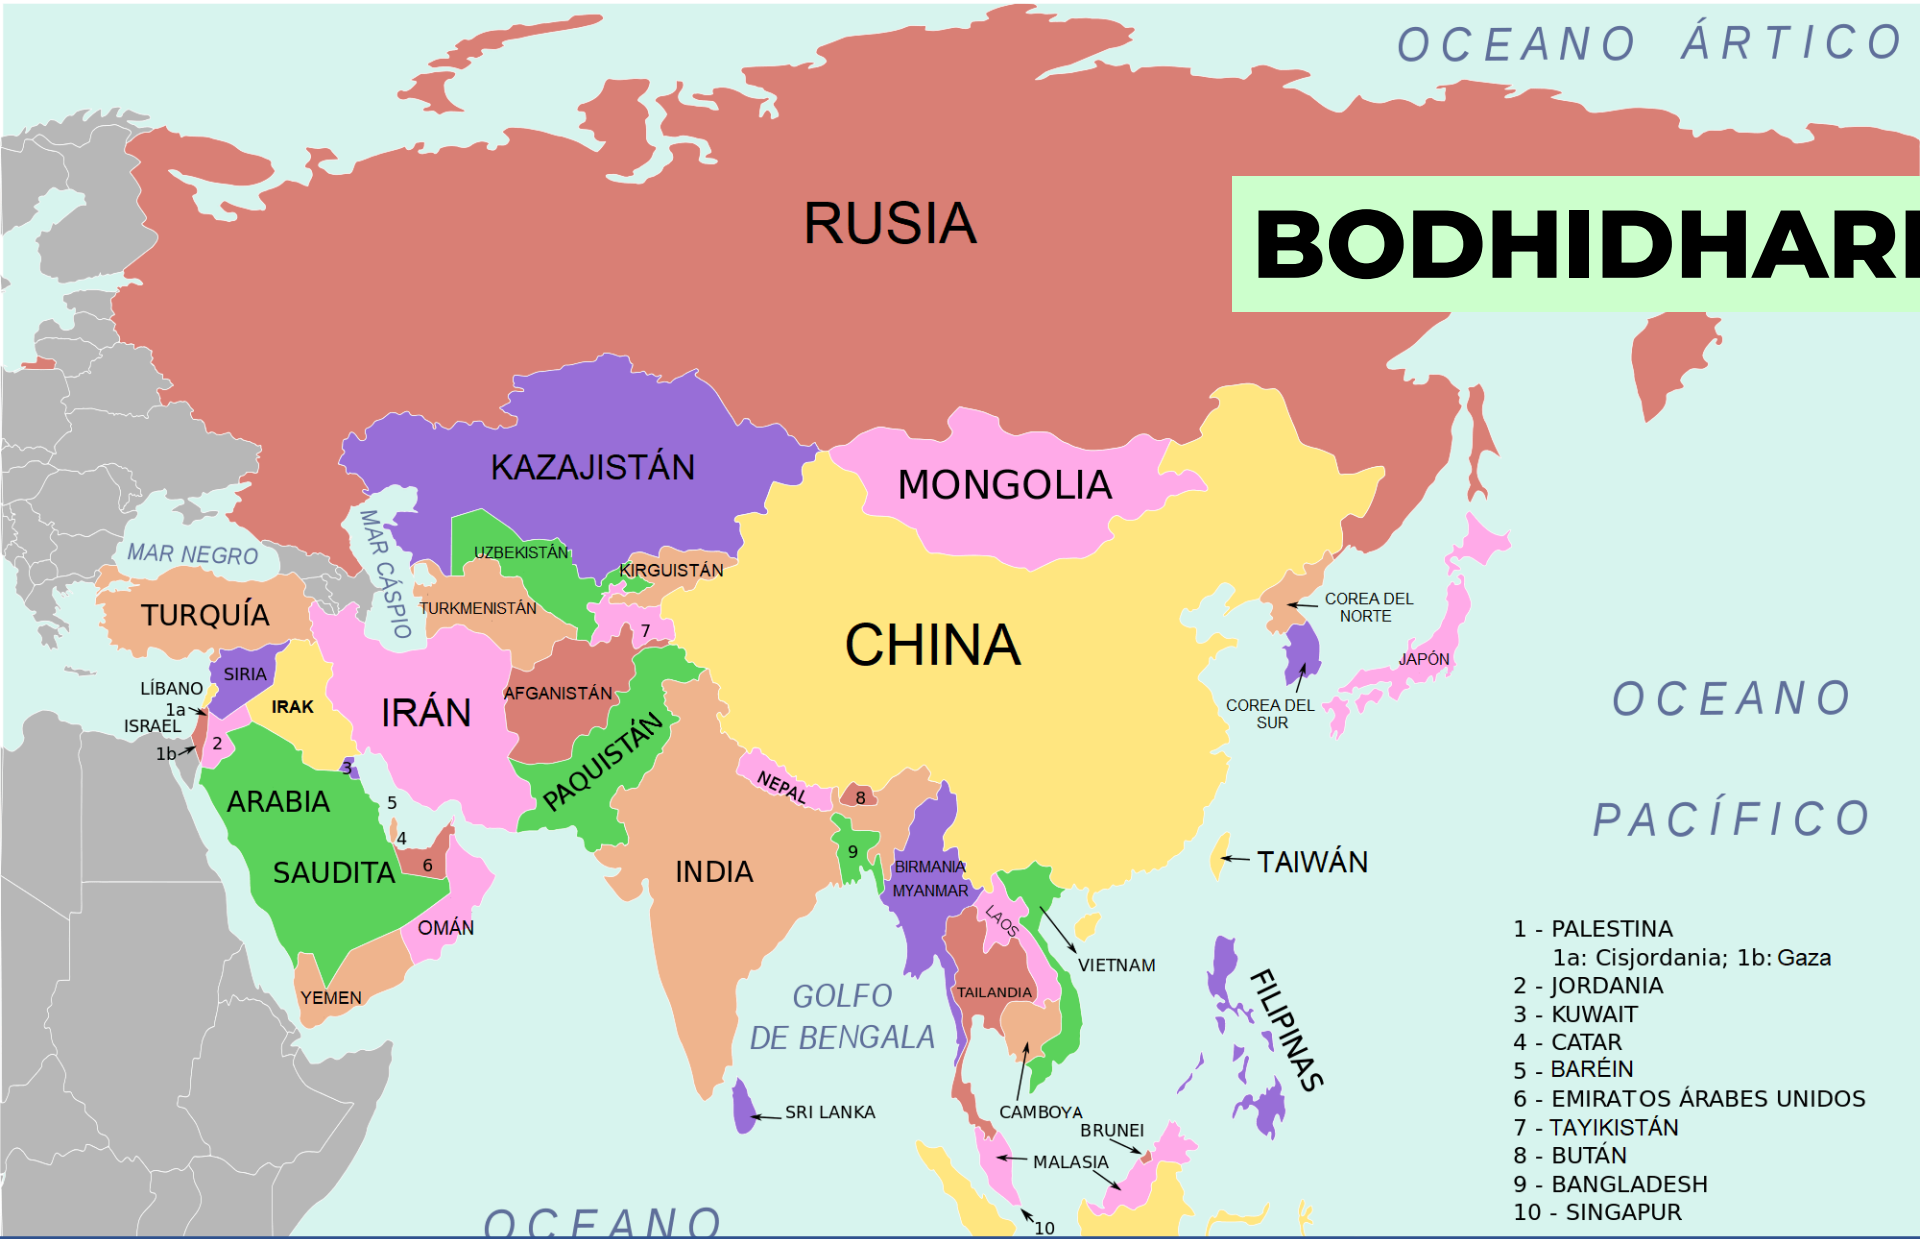 OCEANO ÁRTICO
RUSIA
BODHIDHAR
KAZAJISTÁN
MONGOLIA
MAR NEGRO
MAR CÁSPIO
UZBEKISTÁN
KIRGUISTÁN
TURKMENISTÁN
TURQUÍA
7
CHINA
COREA DEL
NORTE
JAPÓN
SIRIA
LÍBANO
1a
ISRAEL
1b
2
IRAK
IRÁN
AFGANISTÁN
PAQUISTÁN
COREA DEL
SUR
OCEANO
PACÍFICO
3
ARABIA
SAUDITA
5
4
6
OMÁN
YEMEN
NEPAL
8
9
INDIA
BIRMANIA
MYANMAR
LAOS
TAIWÁN
VIETNAM
TAILANDIA
GOLFO
DE BENGALA
FILIPINAS
SRI LANKA
CAMBOYA
BRUNEI
MALASIA
10
OCEANO
1 - PALESTINA
1a: Cisjordania; 1b: Gaza
2 - JORDANIA
3 - KUWAIT
4 - CATAR
5 - BARÉIN
6 - EMIRATOS ÁRABES UNIDOS
7 - TAYIKISTÁN
8 - BUTÁN
9 - BANGLADESH
10 - SINGAPUR